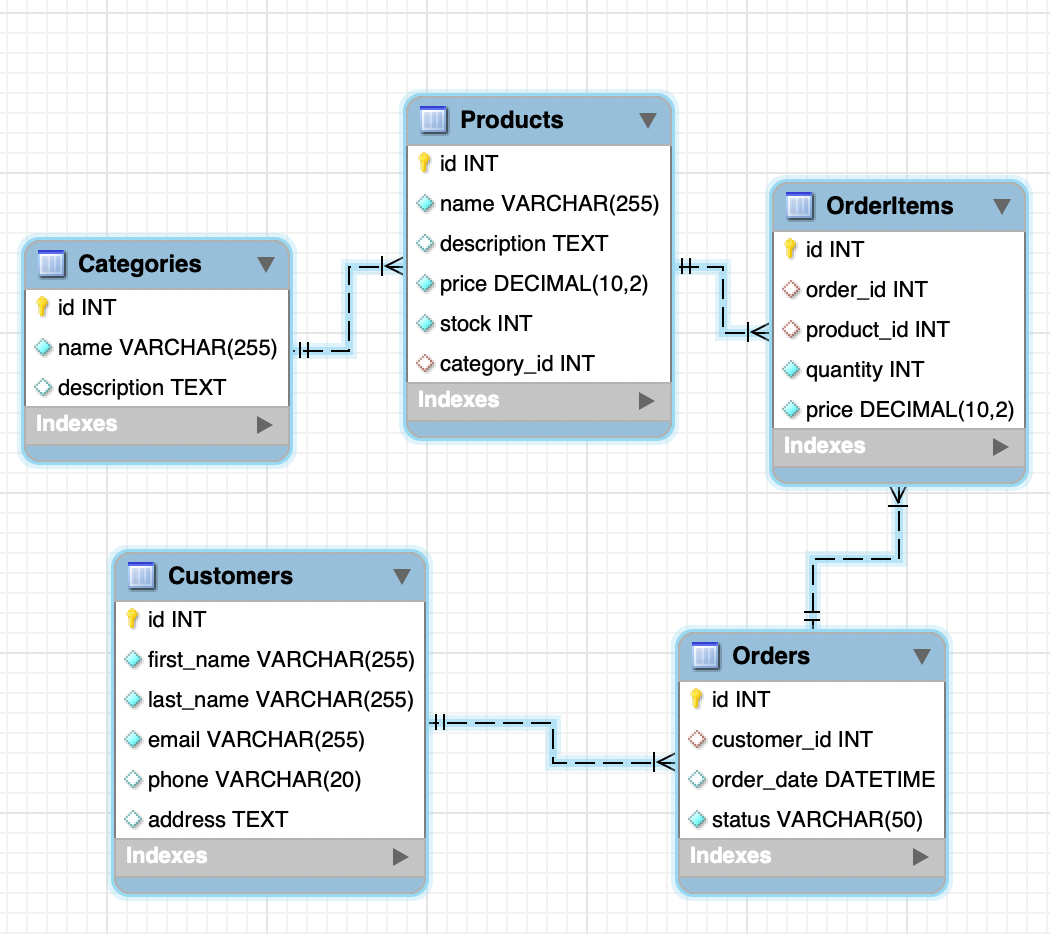 Products
id INT
name VARCHAR(255)
description TEXT
price DECIMAL(10,2)
stock INT
category_id INT
Indexes
OrderItems
id INT
order_id INT
product_id INT
quantity INT
price DECIMAL(10,2)
Indexes
Categories
id INT
name VARCHAR(255)
description TEXT
Indexes
Customers
id INT
first_name VARCHAR(255)
last_name VARCHAR(255)
email VARCHAR(255)
phone VARCHAR(20)
address TEXT
Indexes
Orders
id INT
customer_id INT
order_date DATETIME
status VARCHAR(50)
Indexes